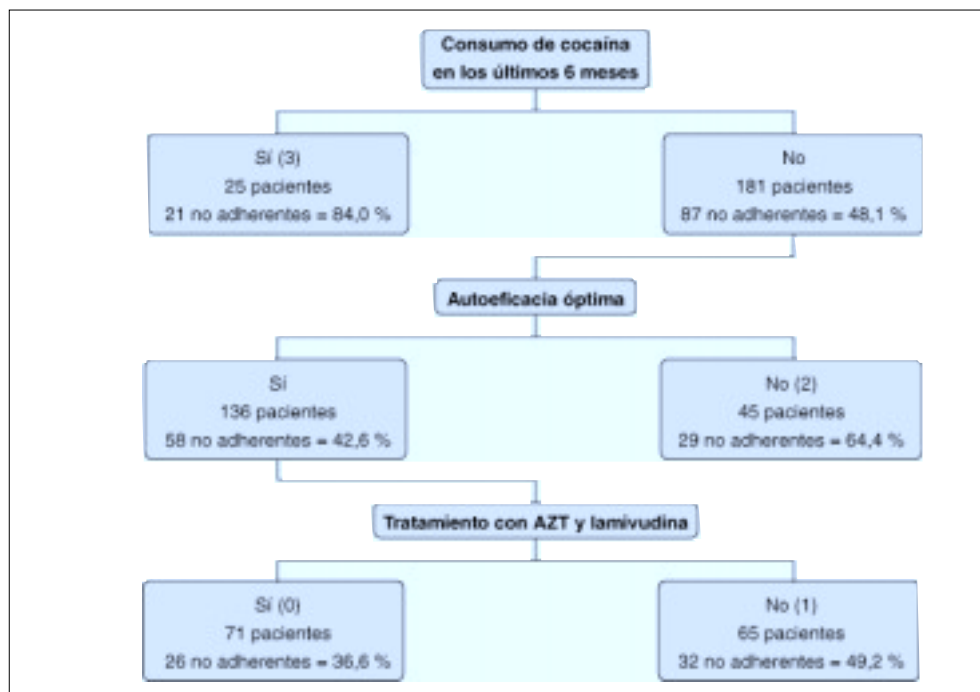 Consumo de cocaína
en los últimos 6 meses
Sí (3)
25 pacientes
21 no adherentes = 84,0 %
No
181 pacientes
87 no adherentes = 48,1 %
Autoeficacia óptima
Sí
136 pacientes
58 no adherentes = 42,6 %
No (2)
45 pacientes
29 no adherentes = 64,4 %
Tratamiento con AZT y lamivudina
Sí (0)
71 pacientes
26 no adherentes = 36,6 %
No (1)
65 pacientes
32 no adherentes = 49,2 %